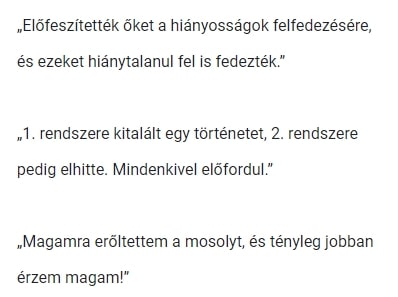 „Előfeszítették őket a hiányosságok felfedezésére,
és ezeket hiánytalanul fel is fedezték.”
„1. rendszere kitalált egy történetet, 2. rendszere
pedig elhitte. Mindenkivel előfordul.”
„Magamra erőltettem a mosolyt, és tényleg jobban
érzem magam!”